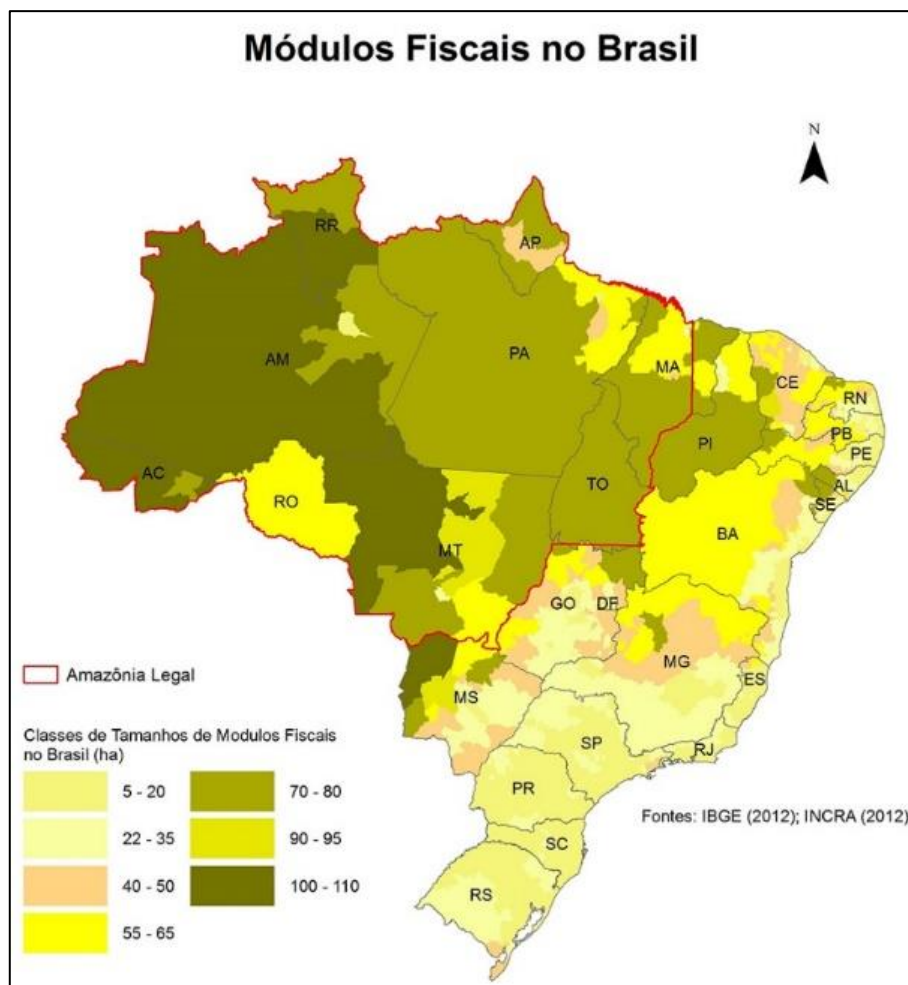 Módulos Fiscais no Brasil
N
RR
AP
AM
PA
MA
CE
RN
PB
PE
AL
SE
PI
AC
RO
TO
BA
MT
GO
DF
MG
ES
MS
SP
RJ
PR
SC
RS
Amazônia Legal
Classes de Tamanhos de Modulos Fiscais
no Brasil (ha)
5 - 20
70 - 80
22 - 35
90 - 95
40 - 50
100 - 110
55 - 65
Fontes: IBGE (2012); INCRA (2012)